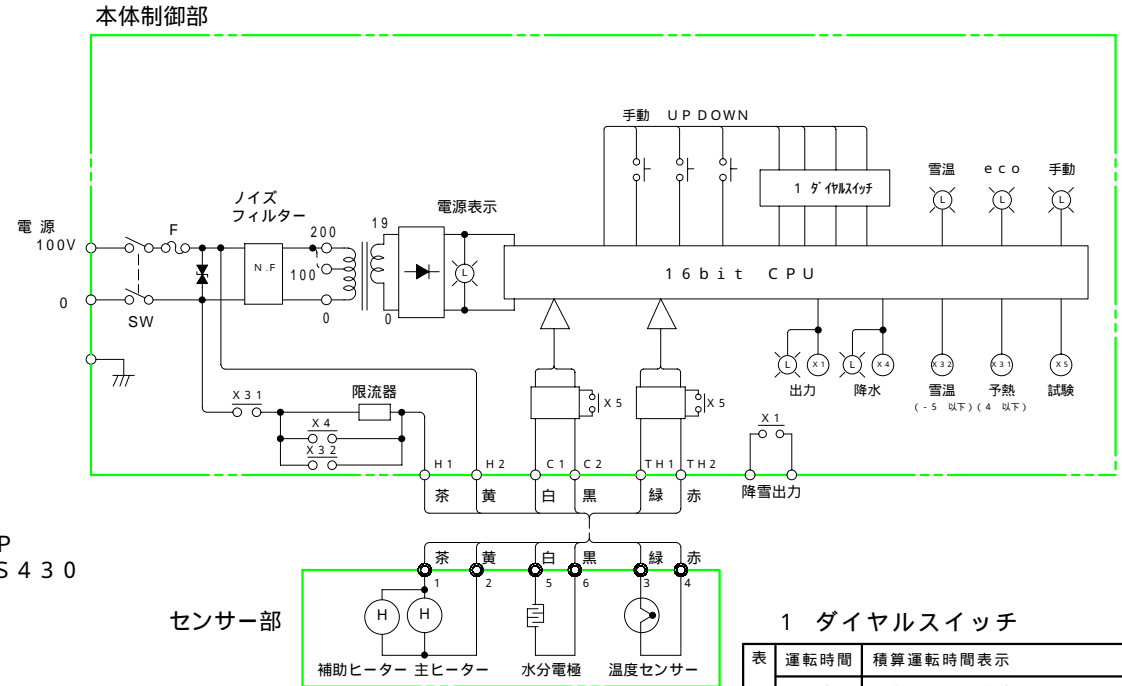 本体制御部
手動 UP DOWN
1 ダイヤルスイッチ
雪温 eco 手動
L L L
ノイズ
フィルター
電源表示
電源
100V
F
N.F
200
100
0
19
0
L
16bit CPU
0
SW
L X1 L X4 X32 X31 X5
出力 降水 雪温 予熱 試験
(-5 以下) (4 以下)
X31
限流器
X4
X32
X5
X5
X1
H1 H2 C1 C2 TH1 TH2
降雪出力
茶 黄 白 黒 緑 赤
P
S430
茶 黄 白 黒 緑 赤
1 2 5 6 3 4
センサー部
H H
補助ヒーター 主ヒーター 水分電極 温度センサー
1 ダイヤルスイッチ
表 運転時間 積算運転時間表示